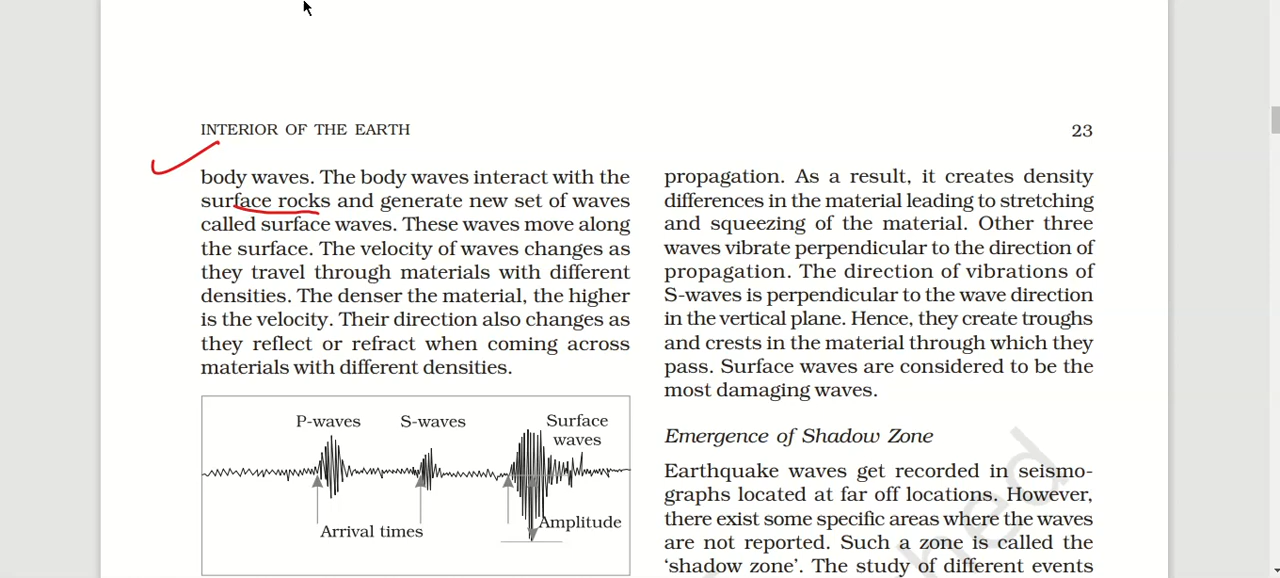 INTERIOR OF THE EARTH
23
body waves. The body waves interact with the
surface rocks and generate new set of waves
called surface waves. These waves move along
the surface. The velocity of waves changes as
they travel through materials with different
densities. The denser the material, the higher
is the velocity. Their direction also changes as
they reflect or refract when coming across
materials with different densities.
P-waves
S-waves
Surface
waves
Arrival times
Amplitude
propagation. As a result, it creates density
differences in the material leading to stretching
and squeezing of the material. Other three
waves vibrate perpendicular to the direction of
propagation. The direction of vibrations of
S-waves is perpendicular to the wave direction
in the vertical plane. Hence, they create troughs
and crests in the material through which they
pass. Surface waves are considered to be the
most damaging waves.
Emergence of Shadow Zone
Earthquake waves get recorded in seismo-
graphs located at far off locations. However,
there exist some specific areas where the waves
are not reported. Such a zone is called the
‘shadow zone’. The study of different events